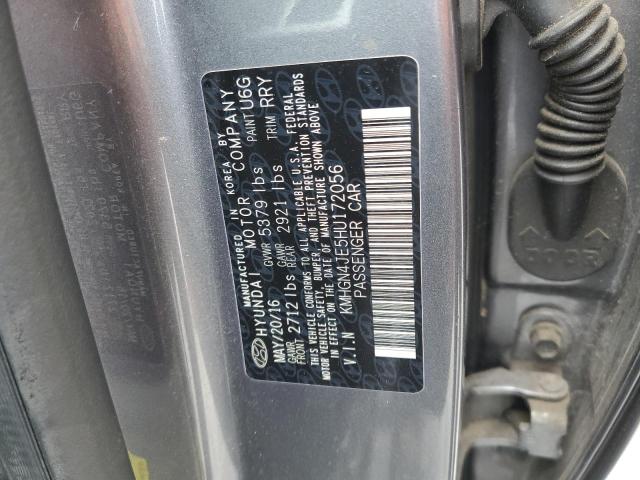 HYUNDAI MOTOR COMPANY
KOREA BY
MAY/20/16 GVWR 5379 lbs PAINT U6G
GAWR FRONT 2712 lbs GAWR REAR 2921 lbs TRIM RRY
THIS VEHICLE CONFORMS TO ALL APPLICABLE U.S.A. FEDERAL
MOTOR VEHICLE SAFETY, BUMPER, AND THEFT PREVENTION STANDARDS
IN EFFECT ON THE DATE OF MANUFACTURE SHOWN ABOVE
V.I.N KMHGN4JE5HU172056
PASSENGER CAR
DOOR